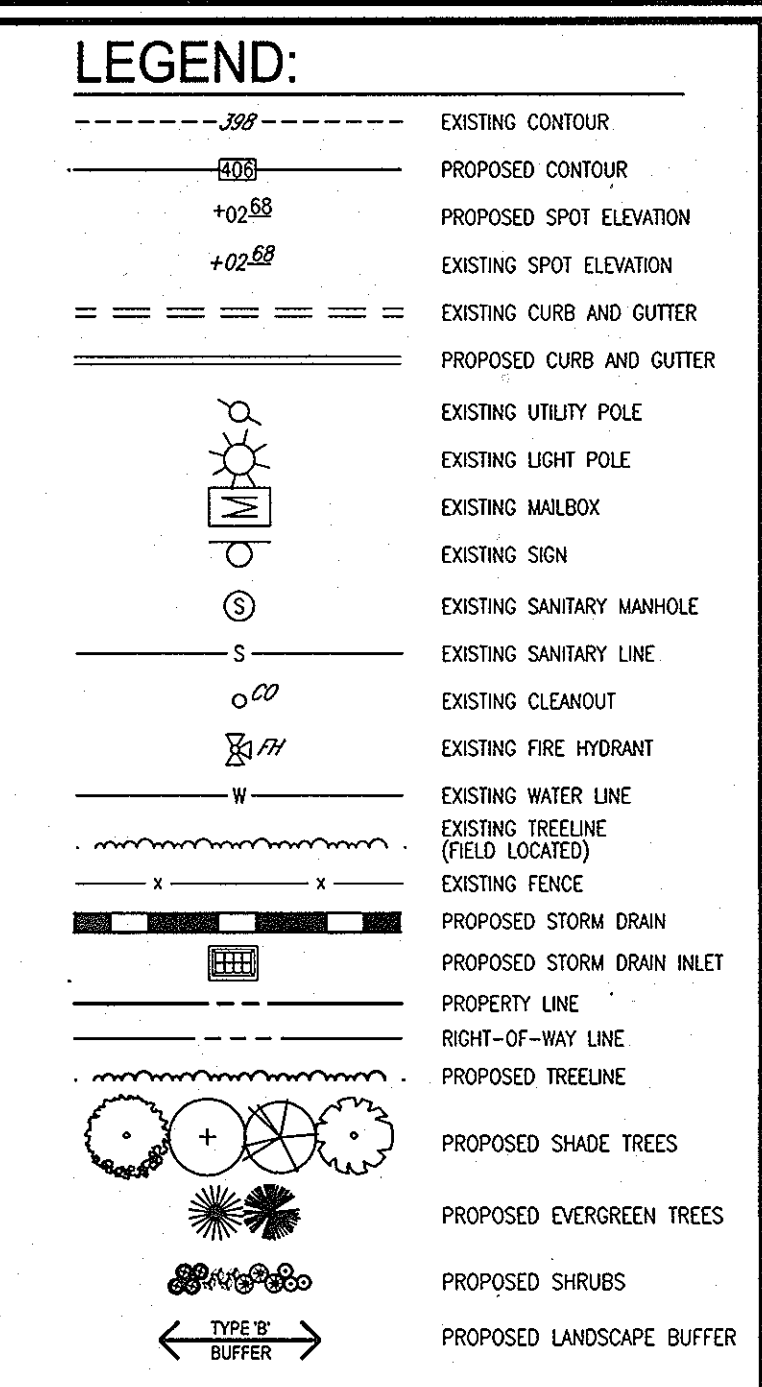 LEGEND:
398 EXISTING CONTOUR
406 PROPOSED CONTOUR
+02 68 PROPOSED SPOT ELEVATION
+02 68 EXISTING SPOT ELEVATION
EXISTING CURB AND GUTTER
PROPOSED CURB AND GUTTER
EXISTING UTILITY POLE
EXISTING LIGHT POLE
EXISTING MAILBOX
EXISTING SIGN
S EXISTING SANITARY MANHOLE
S EXISTING SANITARY LINE
CO EXISTING CLEANOUT
FH EXISTING FIRE HYDRANT
W EXISTING WATER LINE
EXISTING TREELINE
(FIELD LOCATED)
x x EXISTING FENCE
PROPOSED STORM DRAIN
PROPOSED STORM DRAIN INLET
PROPERTY LINE
RIGHT-OF-WAY LINE
PROPOSED TREELINE
PROPOSED SHADE TREES
PROPOSED EVERGREEN TREES
PROPOSED SHRUBS
TYPE 'B'
BUFFER
PROPOSED LANDSCAPE BUFFER